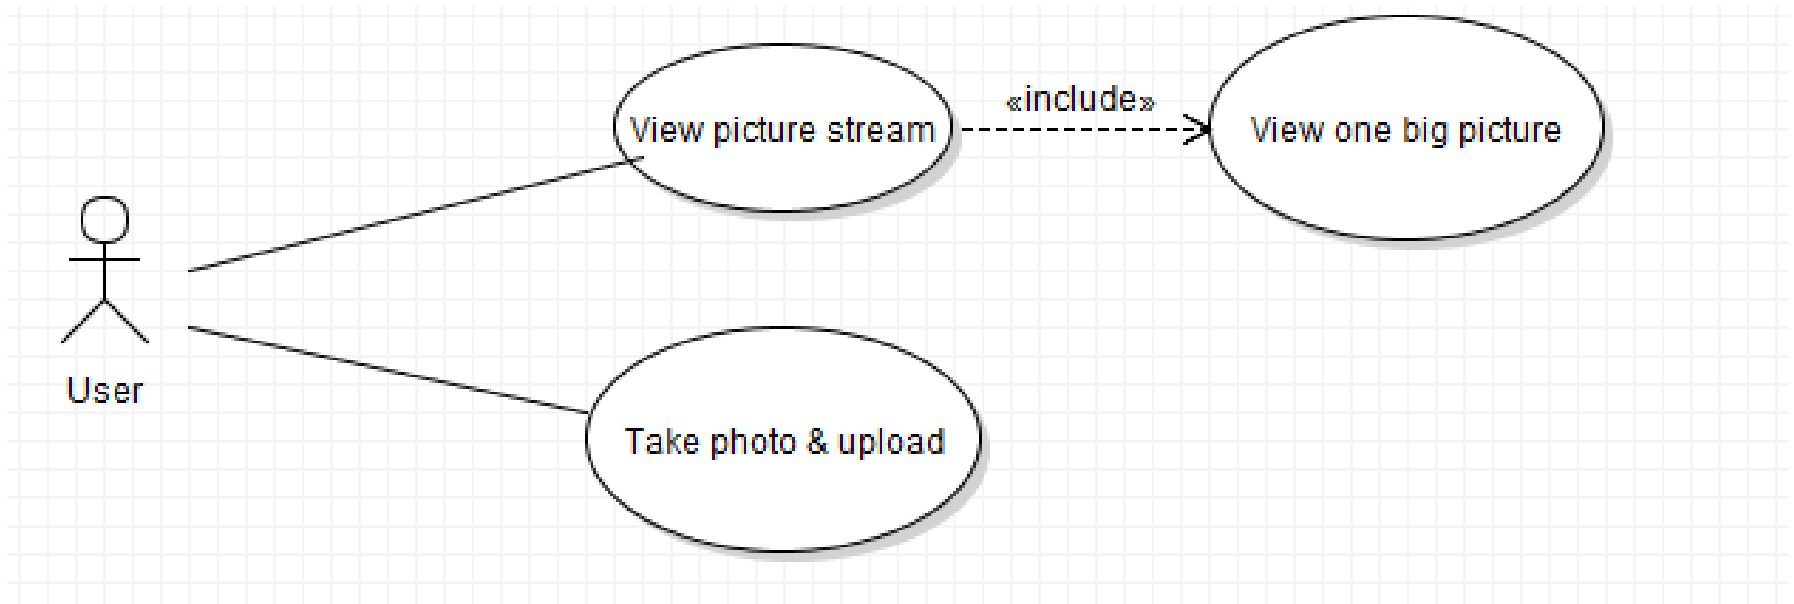 View picture stream
«include»
View one big picture
User
Take photo & upload